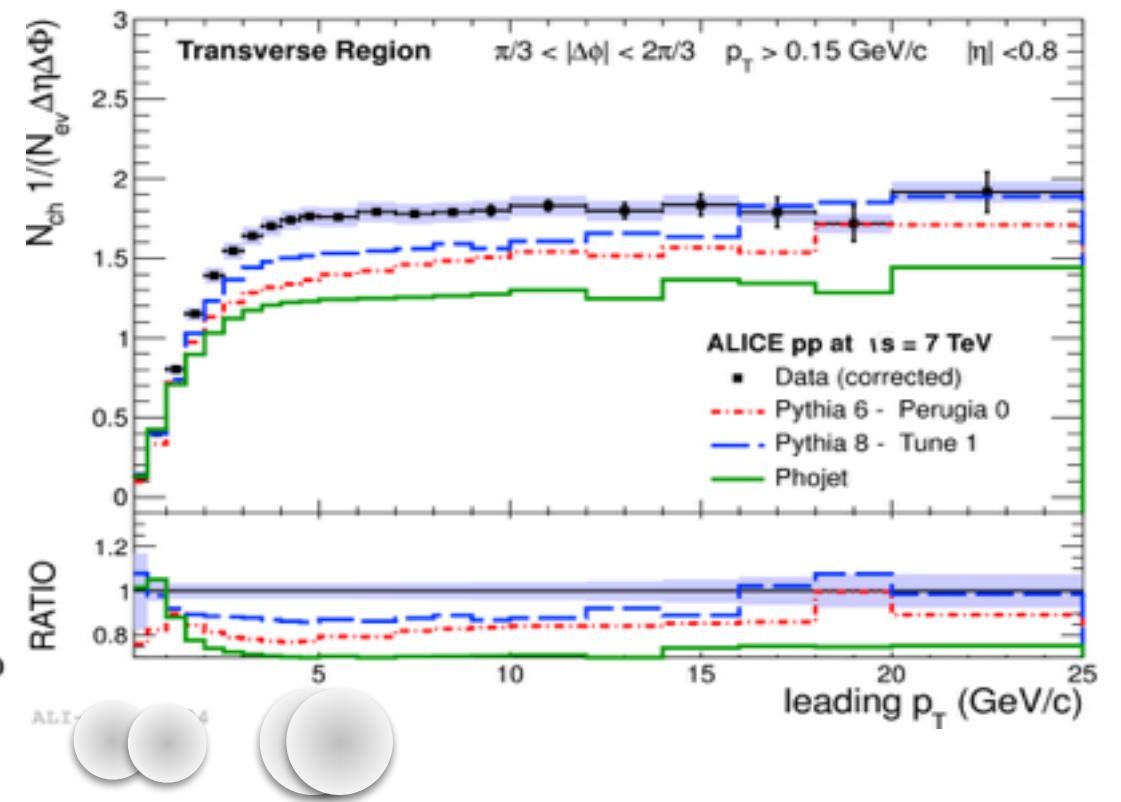 3
Transverse Region π/3 < |Δϕ| < 2π/3 p_T > 0.15 GeV/c |η| <0.8
2.5
2
1.5
1
0.5
0
N_ch 1/(N_ev ΔηΔΦ)
ALICE pp at √s = 7 TeV
Data (corrected)
Pythia 6 - Perugia 0
Pythia 8 - Tune 1
Phojet
RATIO
1.2
1
0.8
5 10 15 20 25
leading p_T (GeV/c)
ALI
4